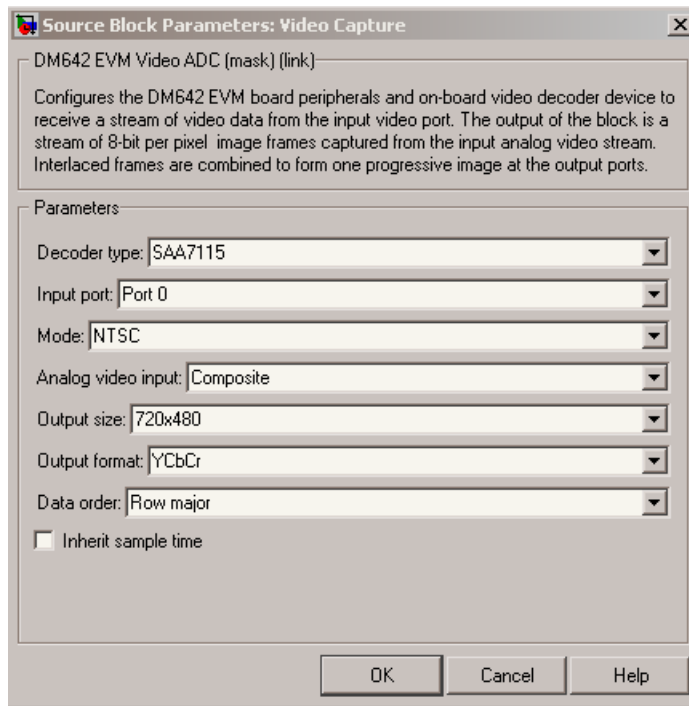 Source Block Parameters: Video Capture
DM642 EVM Video ADC (mask) (link)
Configures the DM642 EVM board peripherals and on-board video decoder device to
receive a stream of video data from the input video port. The output of the block is a
stream of 8-bit per pixel  image frames captured from the input analog video stream.
Interlaced frames are combined to form one progressive image at the output ports.
Parameters
Decoder type: SAA7115
Input port: Port 0
Mode: NTSC
Analog video input: Composite
Output size: 720x480
Output format: YCbCr
Data order: Row major
Inherit sample time
OK Cancel Help